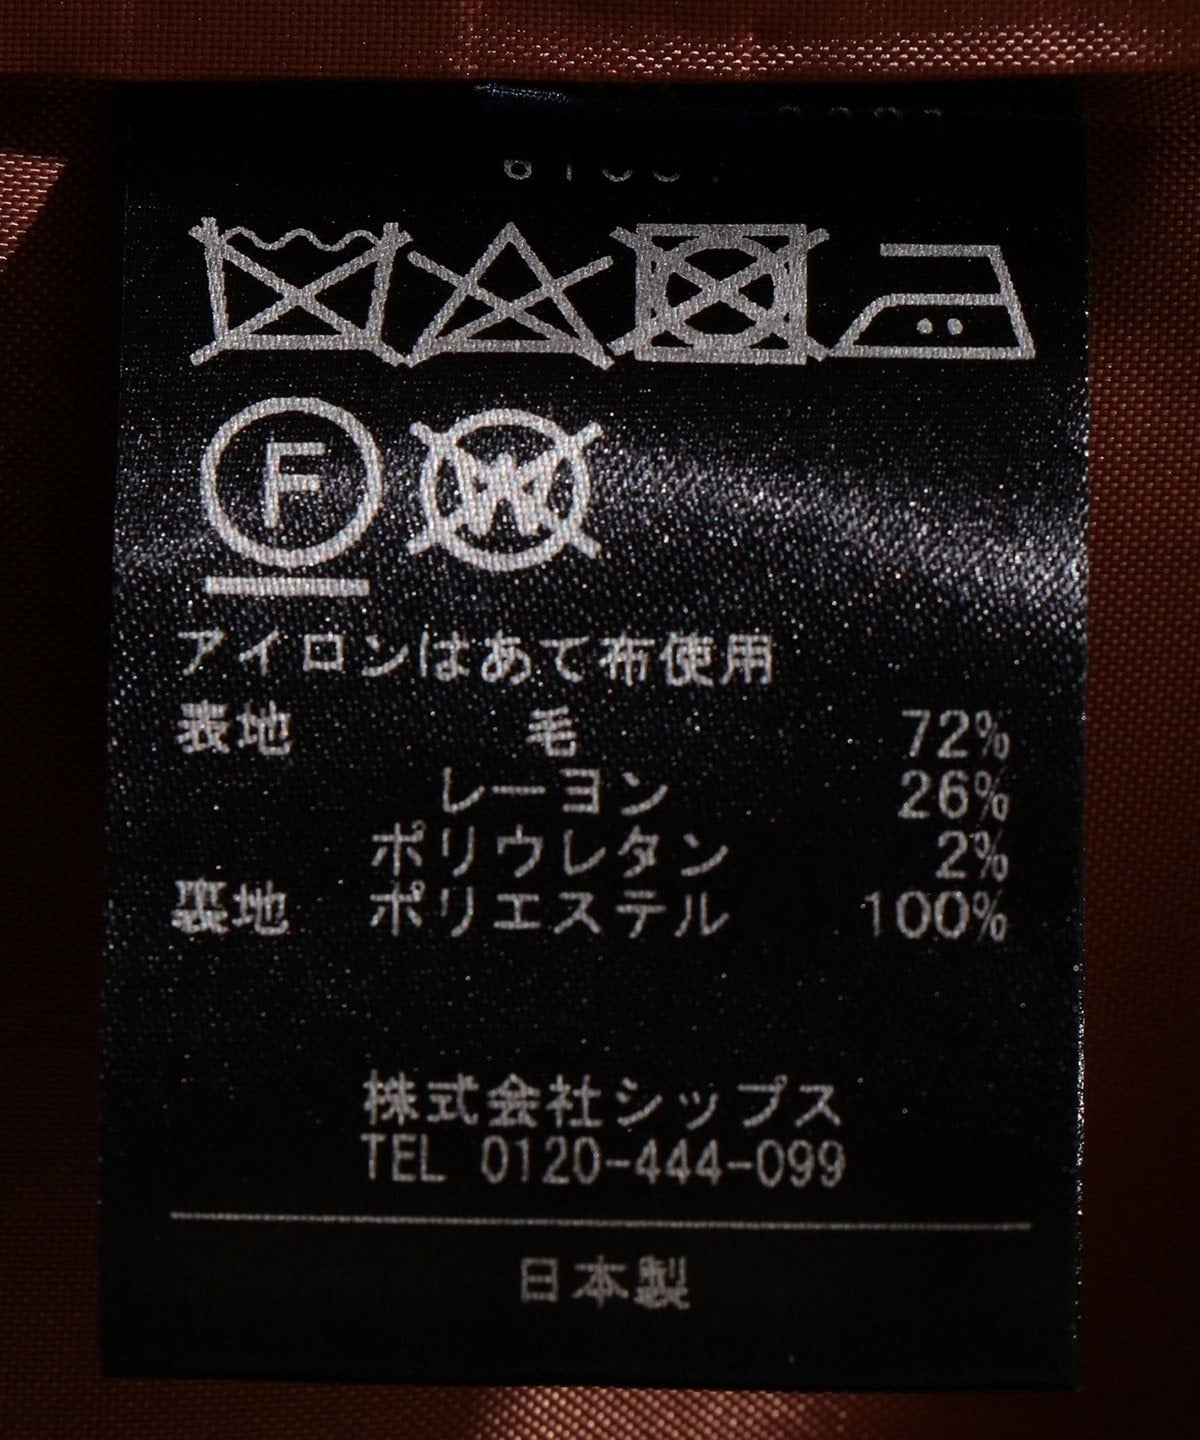 F
W
アイロンはあて布使用
表地 毛 72%
レーヨン 26%
ポリウレタン 2%
裏地 ポリエステル 100%
株式会社シップス
TEL 0120-444-099
日本製